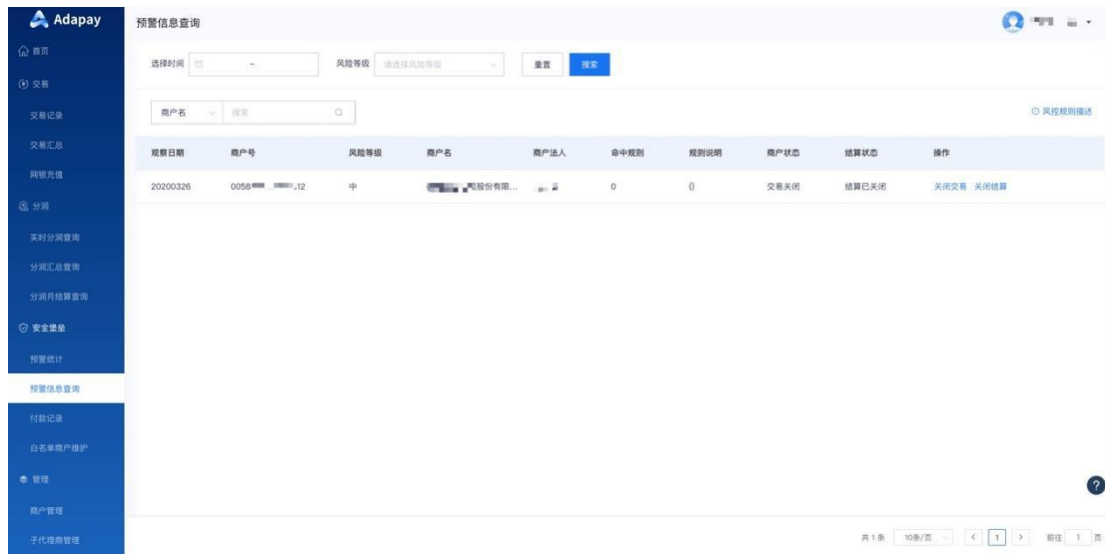 Adapay
预警信息查询
首页
选择时间 - 风险等级 请选择风险等级 重置 搜索
交易
交易记录
商户名 搜索 风控规则描述
交易汇总
观察日期 商户号 风险等级 商户名 商户法人 命中规则 规则说明 商户状态 结算状态 操作
网银充值
20200326 0058 12 中 股份有限... 0 {} 交易关闭 结算已关闭 关闭交易 关闭结算
分润
实时分润查询
分润汇总查询
分润月结算查询
安全堡垒
预警统计
预警信息查询
付款记录
白名单商户维护
管理
?
商户管理
子代理商管理
共 1 条 10条/页 < 1 > 前往 1 页